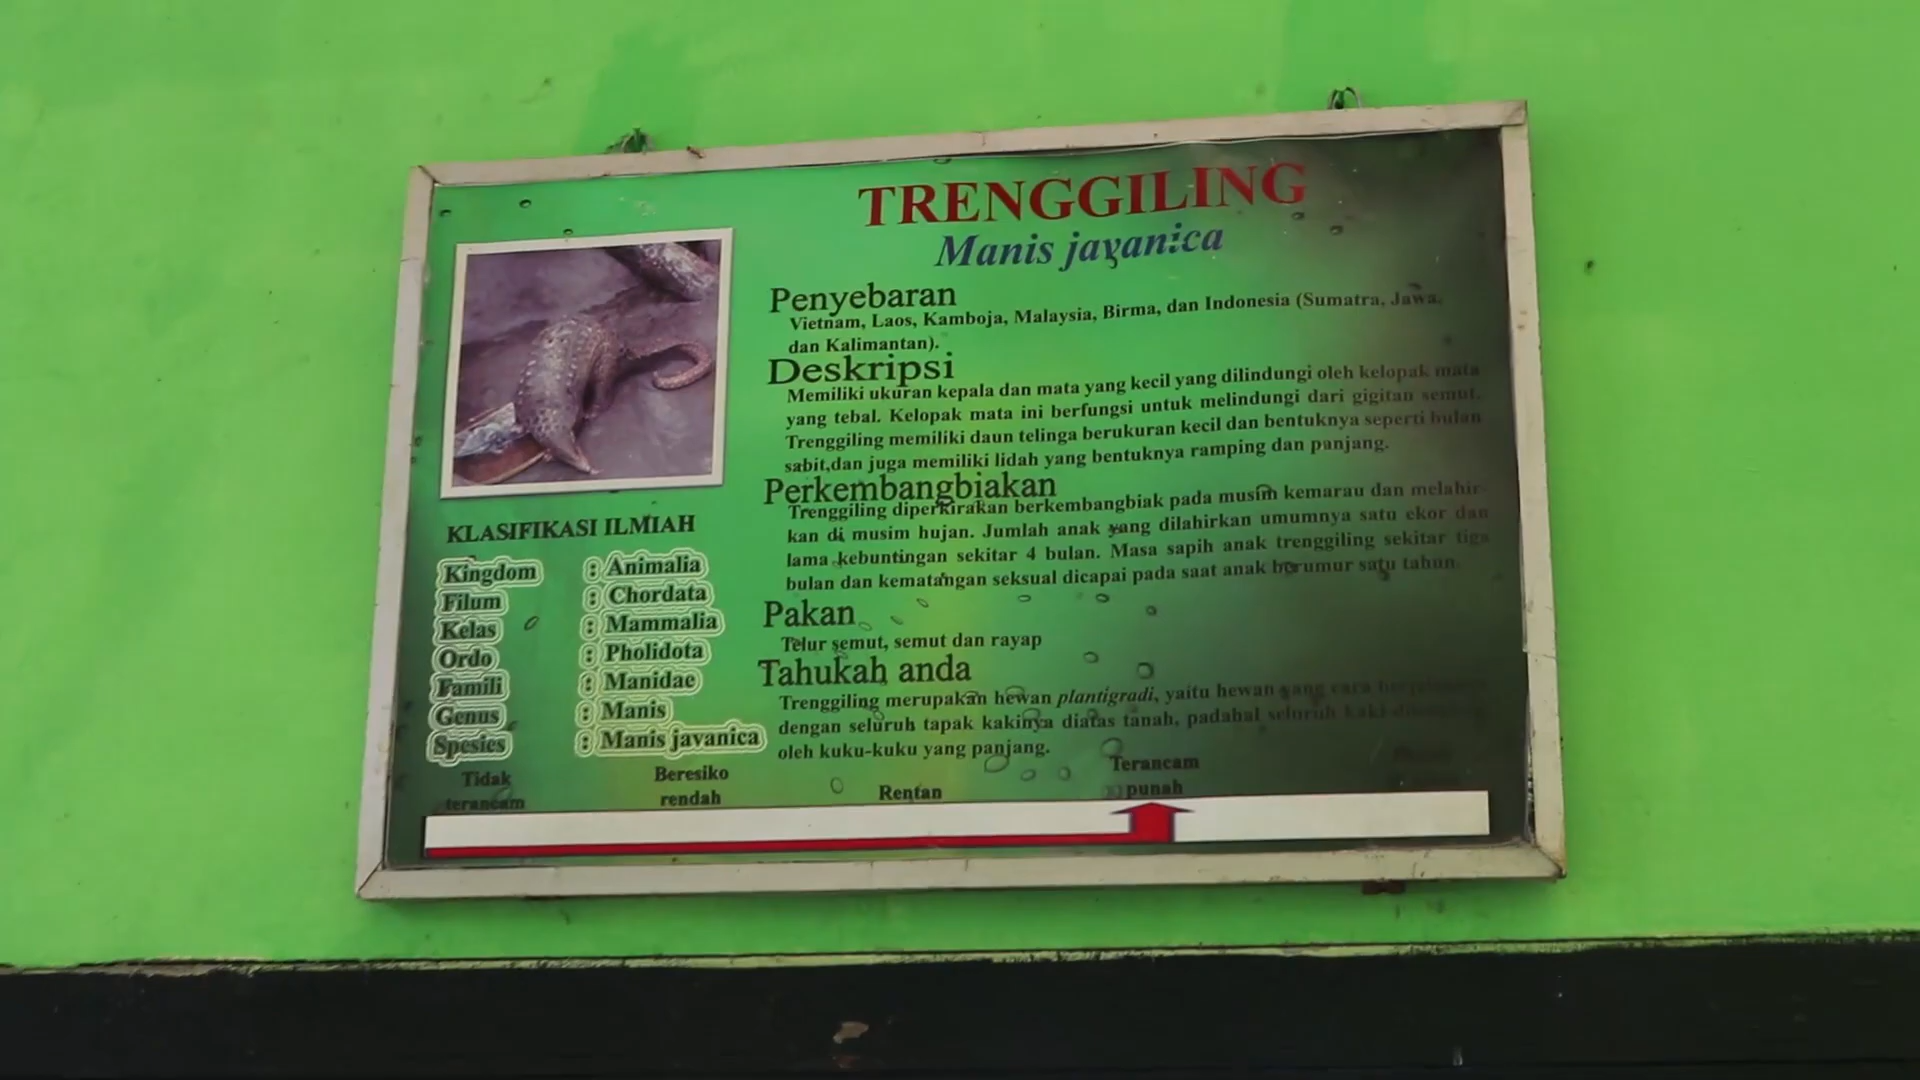 TRENGGILING
Manis javanica
Penyebaran
Vietnam, Laos, Kamboja, Malaysia, Birma, dan Indonesia (Sumatra, Jawa,
dan Kalimantan).
Deskripsi
Memiliki ukuran kepala dan mata yang kecil yang dilindungi oleh kelopak mata
yang tebal. Kelopak mata ini berfungsi untuk melindungi dari gigitan semut.
Trenggiling memiliki daun telinga berukuran kecil dan bentuknya seperti bulan
sabit,dan juga memiliki lidah yang bentuknya ramping dan panjang.
Perkembangbiakan
Trenggiling diperkirakan berkembangbiak pada musim kemarau dan melahir-
kan di musim hujan. Jumlah anak yang dilahirkan umumnya satu ekor dan
lama kebuntingan sekitar 4 bulan. Masa sapih anak trenggiling sekitar tiga
bulan dan kematangan seksual dicapai pada saat anak berumur satu tahun.
Pakan
Telur semut, semut dan rayap
Tahukah anda
Trenggiling merupakan hewan plantigradi, yaitu hewan yang cara
dengan seluruh tapak kakinya diatas tanah, padahal seluruh kaki
oleh kuku-kuku yang panjang.
KLASIFIKASI ILMIAH
Kingdom : Animalia
Filum : Chordata
Kelas : Mammalia
Ordo : Pholidota
Famili : Manidae
Genus : Manis
Spesies : Manis javanica
Tidak
terancam
Beresiko
rendah
Rentan
Terancam
punah